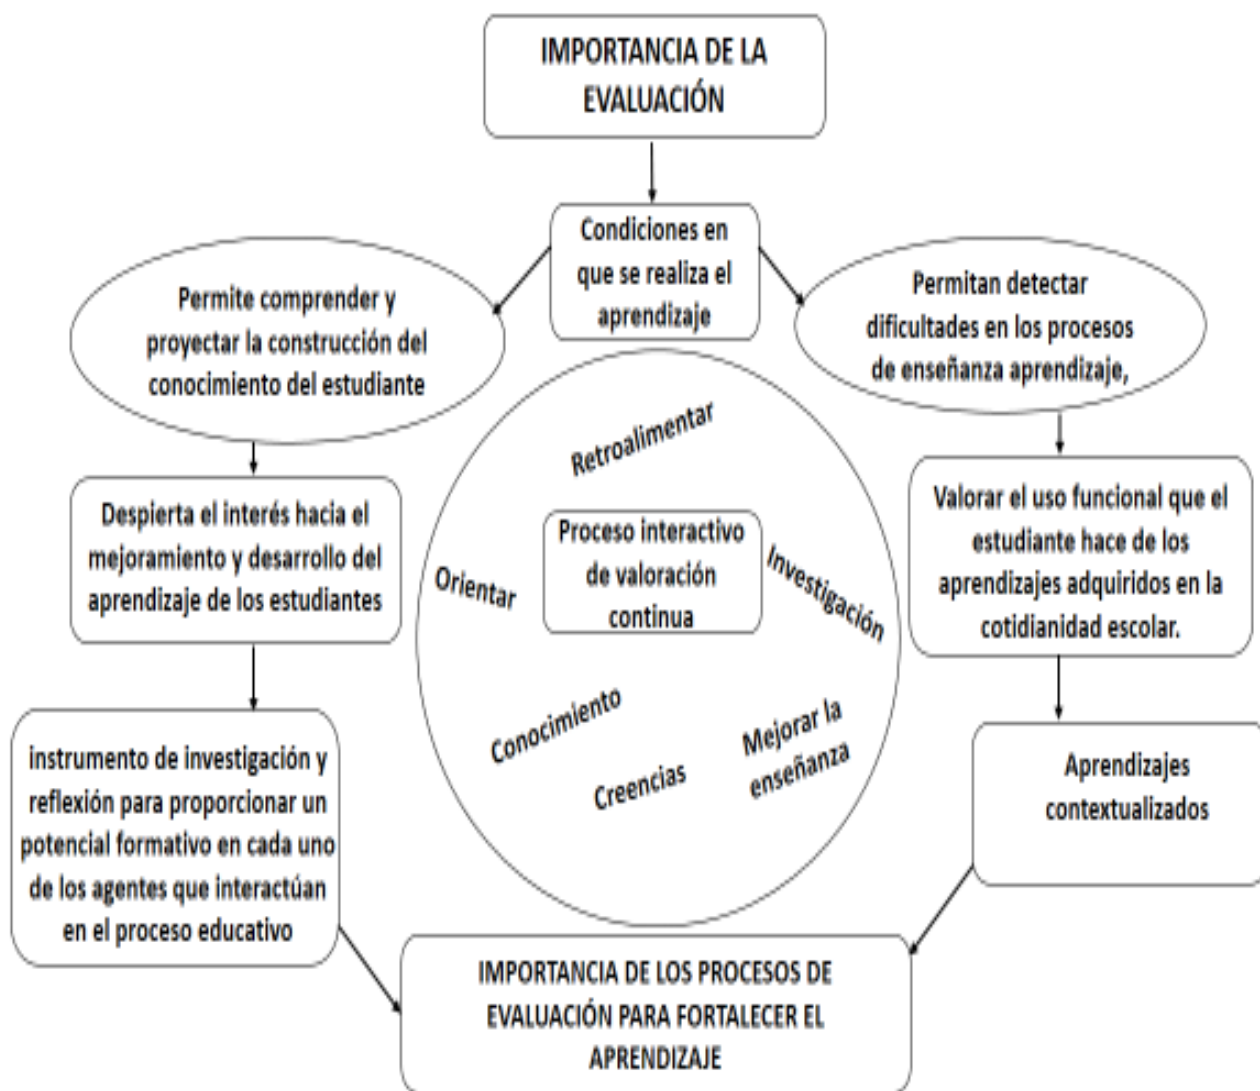 IMPORTANCIA DE LA
EVALUACIÓN
Condiciones en
que se realiza el
aprendizaje
Permite comprender y
proyectar la construcción del
conocimiento del estudiante
Permitan detectar
dificultades en los procesos
de enseñanza aprendizaje,
Despierta el interés hacia el
mejoramiento y desarrollo del
aprendizaje de los estudiantes
Retroalimentar
Orientar
Proceso interactivo
de valoración
continua
Investigación
Conocimiento
Creencias
Mejorar la
enseñanza
Valorar el uso funcional que el
estudiante hace de los
aprendizajes adquiridos en la
cotidianidad escolar.
instrumento de investigación y
reflexión para proporcionar un
potencial formativo en cada uno
de los agentes que interactúan
en el proceso educativo
Aprendizajes
contextualizados
IMPORTANCIA DE LOS PROCESOS DE
EVALUACIÓN PARA FORTALECER EL
APRENDIZAJE